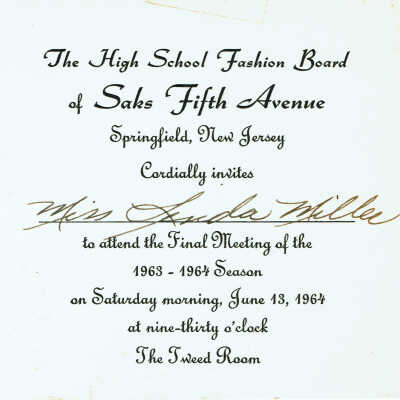 The High School Fashion Board
of Saks Fifth Avenue
Springfield, New Jersey
Cordially invites
Miss Linda Miller
to attend the Final Meeting of the
1963 - 1964 Season
on Saturday morning, June 13, 1964
at nine-thirty o'clock
The Tweed Room